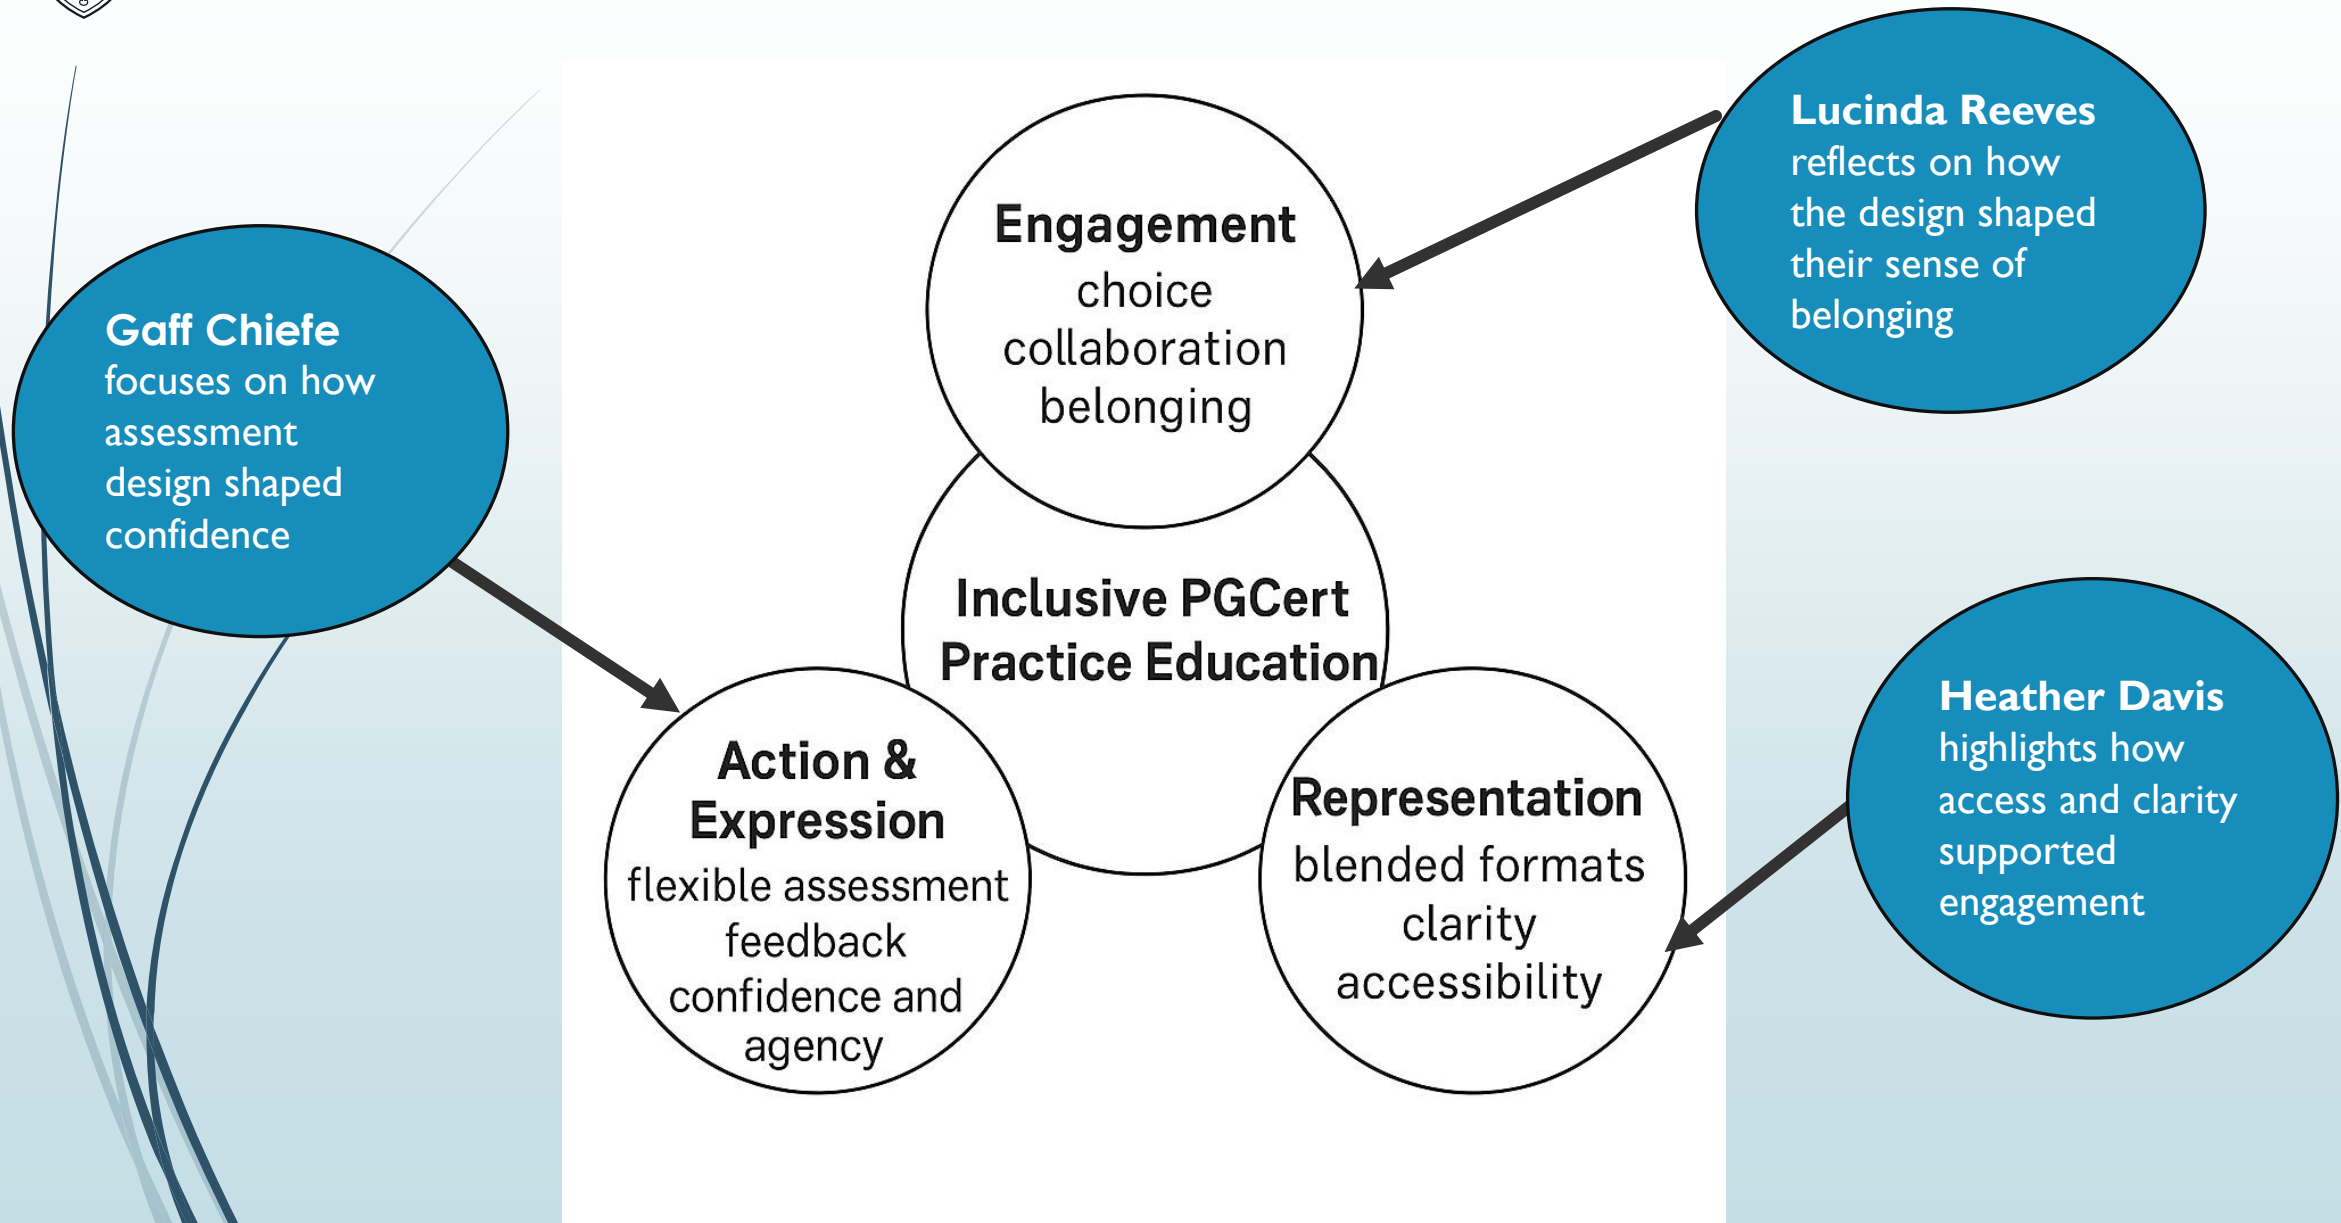 Engagement
choice
collaboration
belonging
Lucinda Reeves
reflects on how
the design shaped
their sense of
belonging
Gaff Chiefe
focuses on how
assessment
design shaped
confidence
Inclusive PGCert
Practice Education
Action &
Expression
flexible assessment
feedback
confidence and
agency
Representation
blended formats
clarity
accessibility
Heather Davis
highlights how
access and clarity
supported
engagement